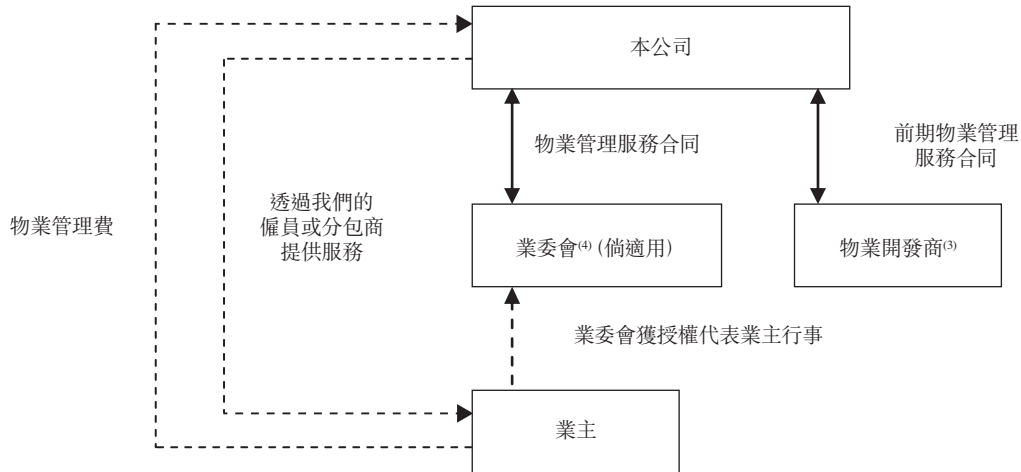 本公司
物業管理服務合同
前期物業管理
服務合同
物業管理費
透過我們的
僱員或分包商
提供服務
業委會(4) (倘適用)
物業開發商(3)
業委會獲授權代表業主行事
業主